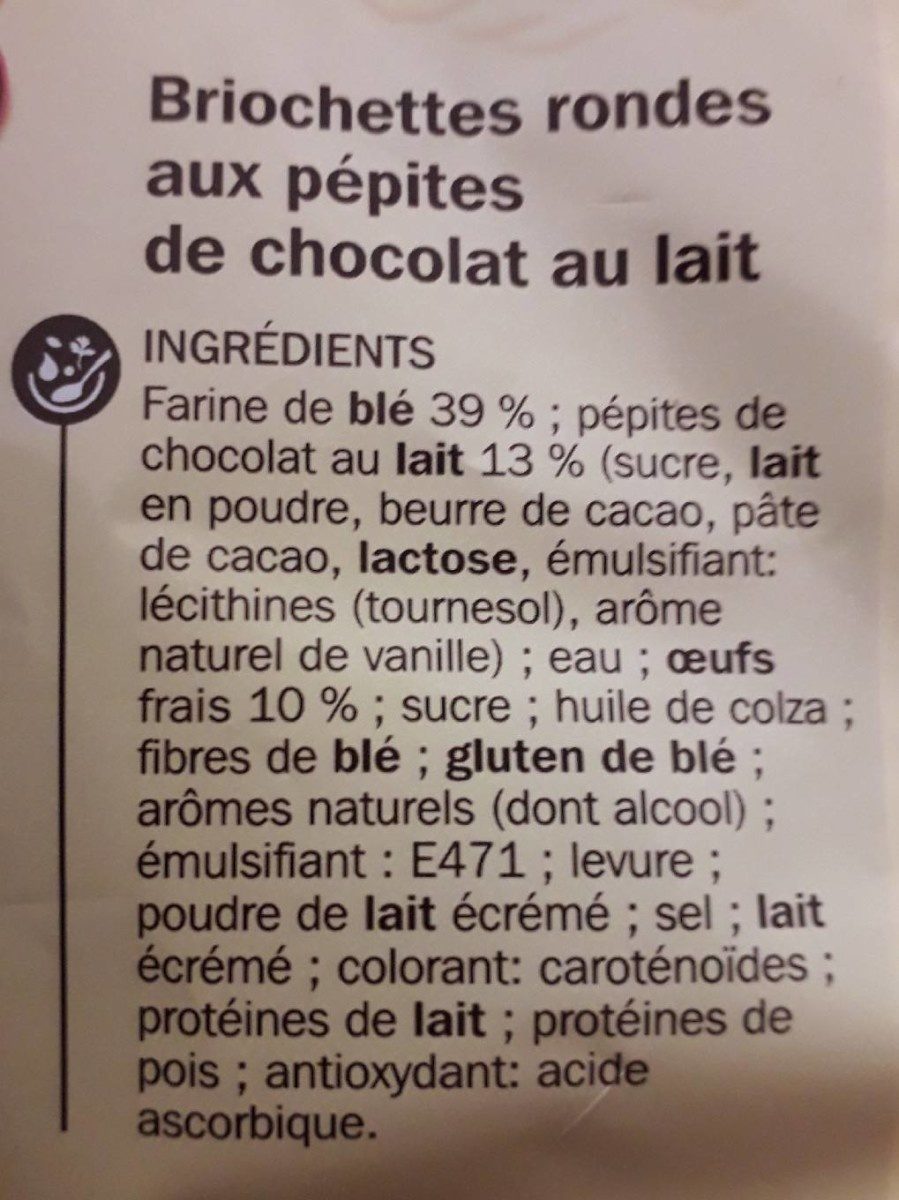 Briochettes rondes
aux pépites
de chocolat au lait
INGRÉDIENTS
Farine de blé 39 % ; pépites de
chocolat au lait 13 % (sucre, lait
en poudre, beurre de cacao, pâte
de cacao, lactose, émulsifiant:
lécithines (tournesol), arôme
naturel de vanille) ; eau ; œufs
frais 10 % ; sucre ; huile de colza ;
fibres de blé ; gluten de blé ;
arômes naturels (dont alcool) ;
émulsifiant : E471 ; levure ;
poudre de lait écrémé ; sel ; lait
écrémé ; colorant: caroténoïdes ;
protéines de lait ; protéines de
pois ; antioxydant: acide
ascorbique.